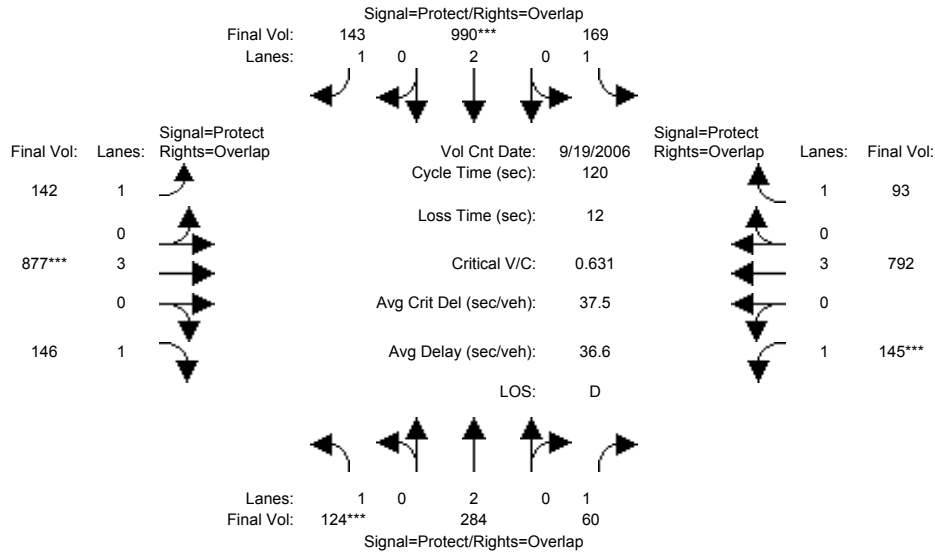 Signal=Protect/Rights=Overlap
Final Vol: 143 990*** 169
Lanes: 1 0 2 0 1
Signal=Protect Signal=Protect
Final Vol: Lanes: Rights=Overlap Vol Cnt Date: 9/19/2006 Rights=Overlap Lanes: Final Vol:
Cycle Time (sec): 120
142 1 1 93
Loss Time (sec): 12
0 0
877*** 3 Critical V/C: 0.631 3 792
0 Avg Crit Del (sec/veh): 37.5 0
146 1 Avg Delay (sec/veh): 36.6 1 145***
LOS: D
Lanes: 1 0 2 0 1
Final Vol: 124*** 284 60
Signal=Protect/Rights=Overlap